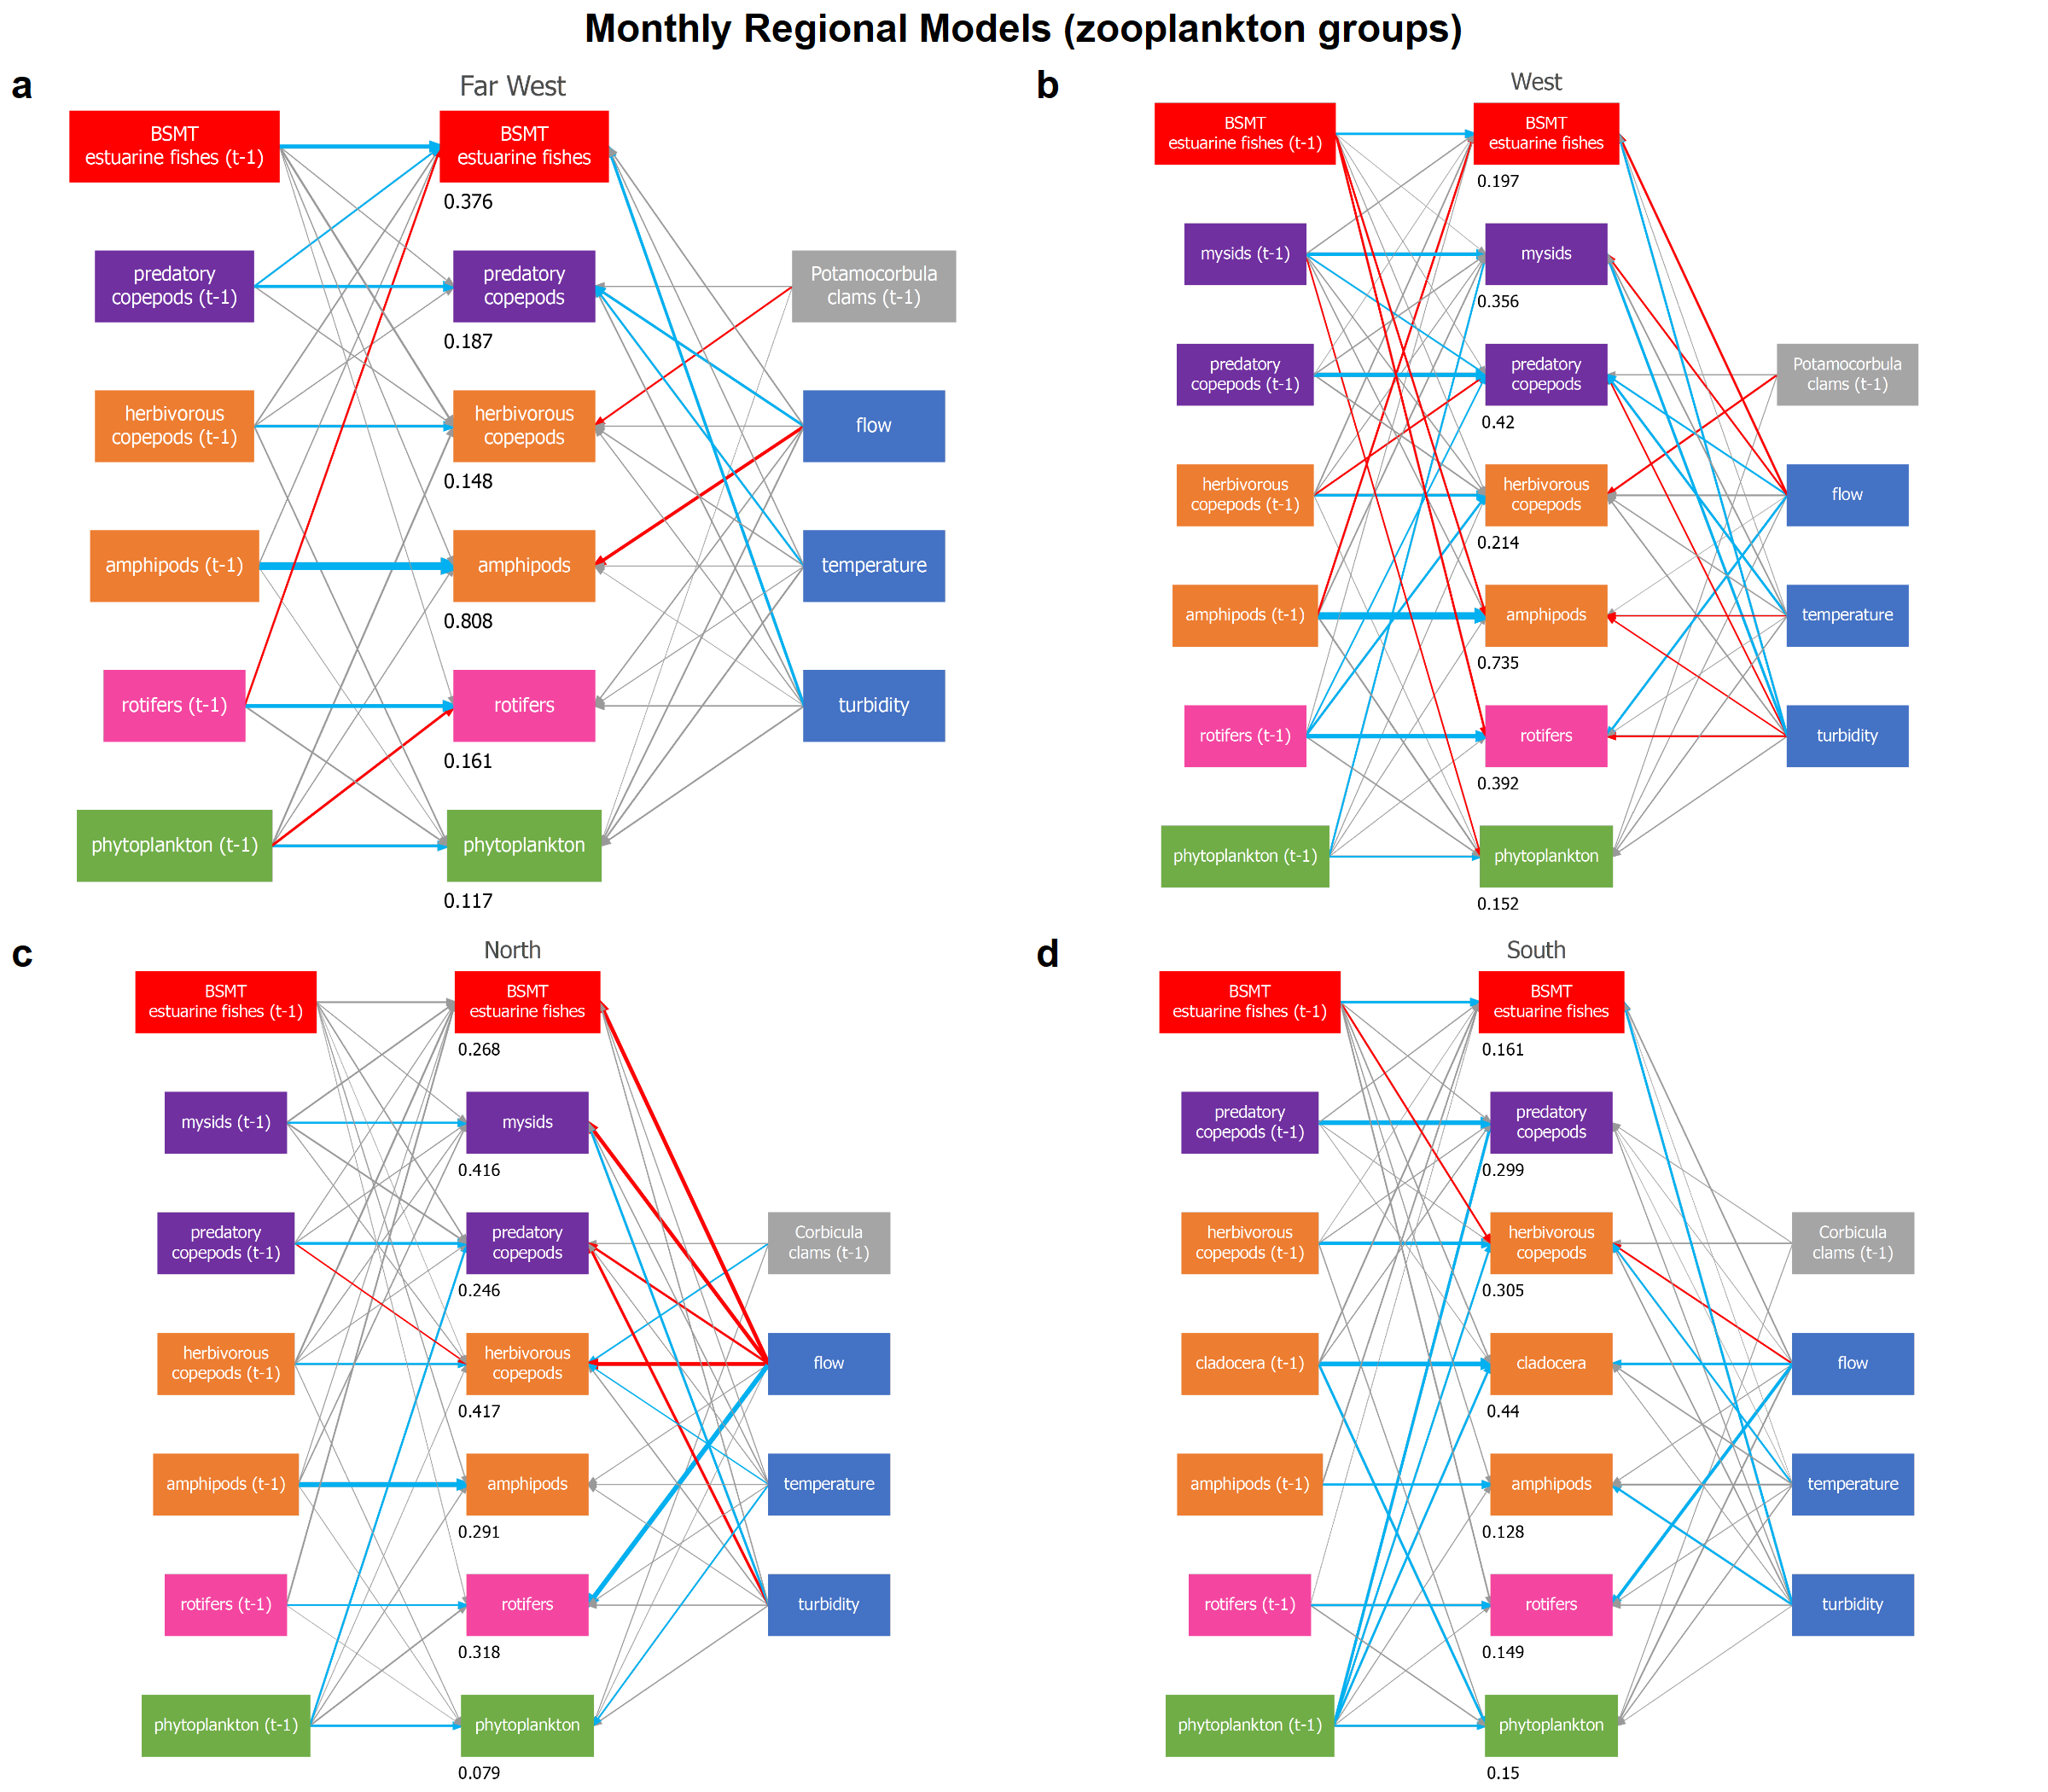 Monthly Regional Models (zooplankton groups)
a
Far West
BSMT
estuarine fishes (t-1)
BSMT
estuarine fishes
0.376
predatory
copepods (t-1)
predatory
copepods
0.187
Potamocorbula
clams (t-1)
herbivorous
copepods (t-1)
herbivorous
copepods
0.148
flow
amphipods (t-1)
amphipods
0.808
temperature
rotifers (t-1)
rotifers
0.161
turbidity
phytoplankton (t-1)
phytoplankton
0.117
b
West
BSMT
estuarine fishes (t-1)
BSMT
estuarine fishes
0.197
mysids (t-1)
mysids
0.356
predatory
copepods (t-1)
predatory
copepods
0.42
Potamocorbula
clams (t-1)
herbivorous
copepods (t-1)
herbivorous
copepods
0.214
flow
amphipods (t-1)
amphipods
0.735
temperature
rotifers (t-1)
rotifers
0.392
turbidity
phytoplankton (t-1)
phytoplankton
0.152
c
North
BSMT
estuarine fishes (t-1)
BSMT
estuarine fishes
0.268
mysids (t-1)
mysids
0.416
predatory
copepods (t-1)
predatory
copepods
0.246
Corbicula
clams (t-1)
herbivorous
copepods (t-1)
herbivorous
copepods
0.417
flow
amphipods (t-1)
amphipods
0.291
temperature
rotifers (t-1)
rotifers
0.318
turbidity
phytoplankton (t-1)
phytoplankton
0.079
d
South
BSMT
estuarine fishes (t-1)
BSMT
estuarine fishes
0.161
predatory
copepods (t-1)
predatory
copepods
0.299
herbivorous
copepods (t-1)
herbivorous
copepods
0.305
Corbicula
clams (t-1)
cladocera (t-1)
cladocera
0.44
flow
amphipods (t-1)
amphipods
0.128
temperature
rotifers (t-1)
rotifers
0.149
turbidity
phytoplankton (t-1)
phytoplankton
0.15